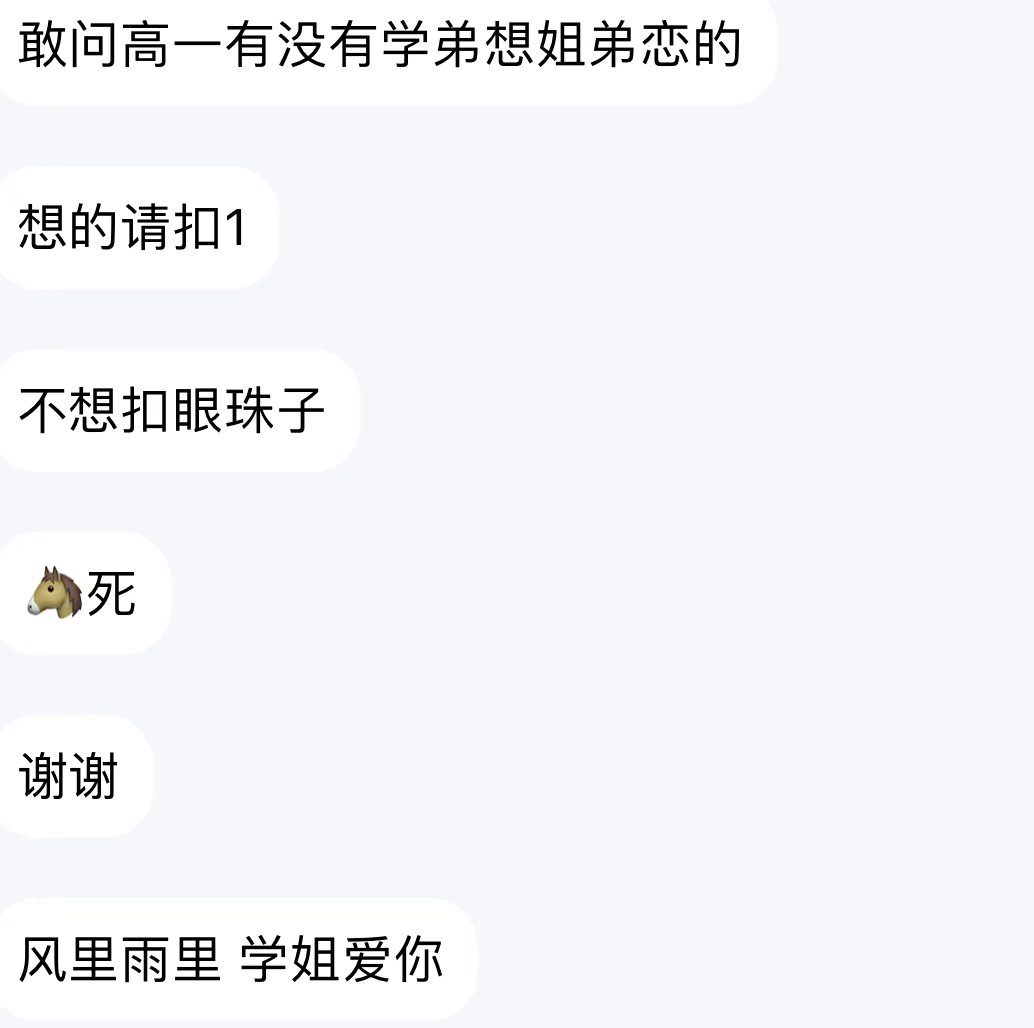 敢问高一有没有学弟想姐弟恋的
想的请扣1
不想扣眼珠子
🐴死
谢谢
风里雨里 学姐爱你